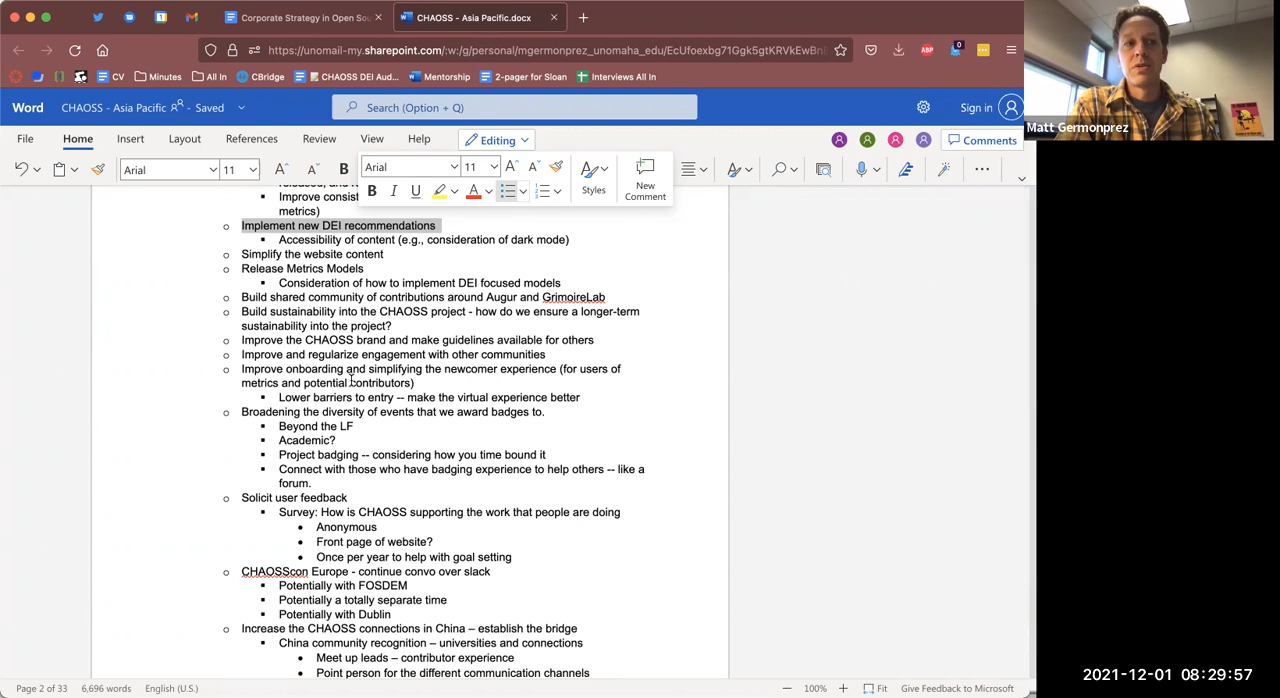 Corporate Strategy in Open Sou
CHAOSS - Asia Pacific.docx
https://unomail-my.sharepoint.com/:w:/g/personal/mgermonprez_unomaha_edu/EcUfoexbg71Ggk5gtKRVkEwBn
CV
Minutes
All In
CBridge
CHAOSS DEI Aud...
Mentorship
2-pager for Sloan
Interviews All In
Word
CHAOSS - Asia Pacific - Saved
Search (Option + Q)
Sign in
File
Home
Insert
Layout
References
Review
View
Help
Editing
Comments
Arial
11
B
Arial
11
B I U A
Styles
New Comment
Improve consist
metrics)
Implement new DEI recommendations
Accessibility of content (e.g., consideration of dark mode)
Simplify the website content
Release Metrics Models
Consideration of how to implement DEI focused models
Build shared community of contributions around Augur and GrimoireLab
Build sustainability into the CHAOSS project - how do we ensure a longer-term
sustainability into the project?
Improve the CHAOSS brand and make guidelines available for others
Improve and regularize engagement with other communities
Improve onboarding and simplifying the newcomer experience (for users of
metrics and potential contributors)
Lower barriers to entry -- make the virtual experience better
Broadening the diversity of events that we award badges to.
Beyond the LF
Academic?
Project badging -- considering how you time bound it
Connect with those who have badging experience to help others -- like a
forum.
Solicit user feedback
Survey: How is CHAOSS supporting the work that people are doing
Anonymous
Front page of website?
Once per year to help with goal setting
CHAOSScon Europe - continue convo over slack
Potentially with FOSDEM
Potentially a totally separate time
Potentially with Dublin
Increase the CHAOSS connections in China – establish the bridge
China community recognition – universities and connections
Meet up leads – contributor experience
Point person for the different communication channels
Page 2 of 33
6,696 words
English (U.S.)
100%
Fit
Give Feedback to Microsoft
Matt Germonprez
2021-12-01 08:29:57